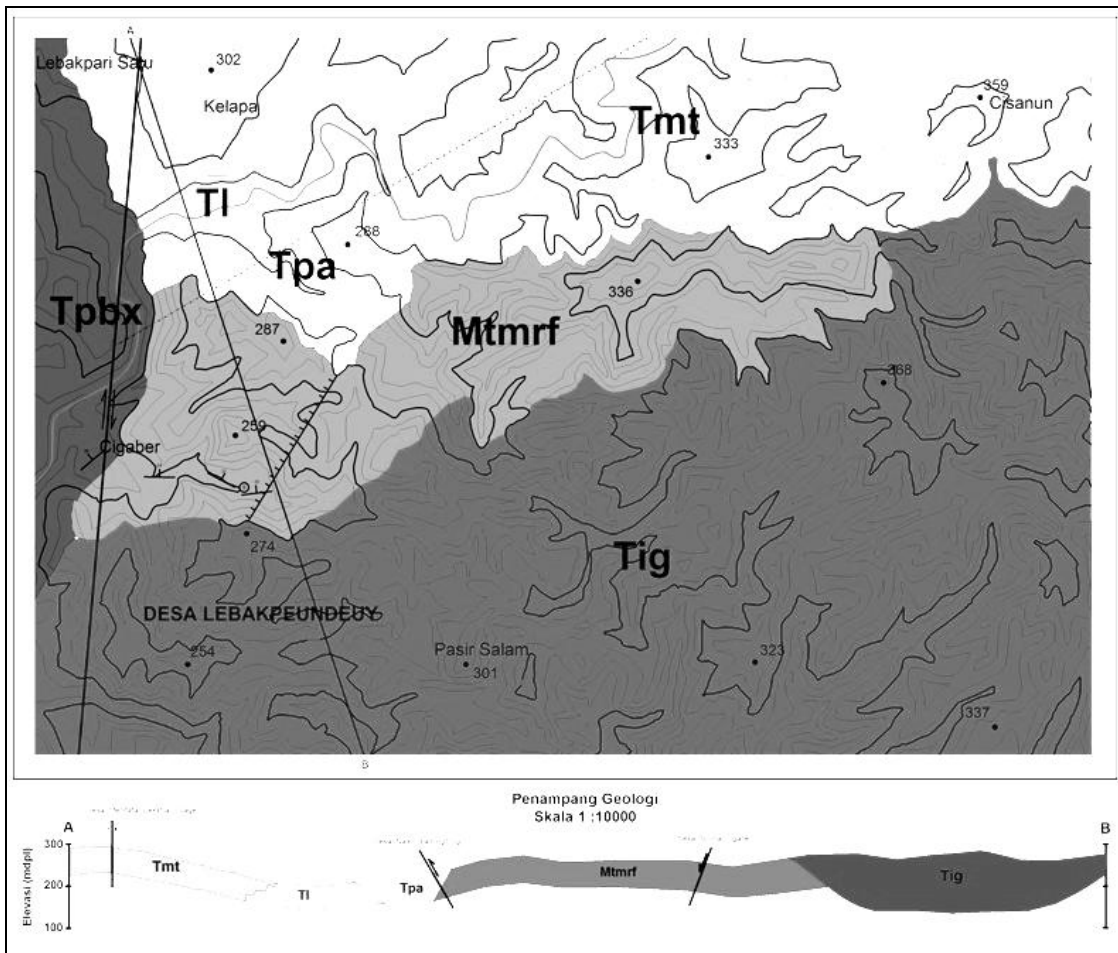 A
Lebakpari Satu
302
Kelapa
359
Cisanun
Tmt
333
Tl
288
Tpa
Tpbx
336
287
Mtmrf
368
259
Cigaber
274
Tig
DESA LEBAKPEUNDEUY
254
Pasir Salam
301
323
337
B
Penampang Geologi
Skala 1 :10000
A
B
Elevasi (mdpl)
300
200
100
Tmt
Tl
Tpa
Mtmrf
Tig